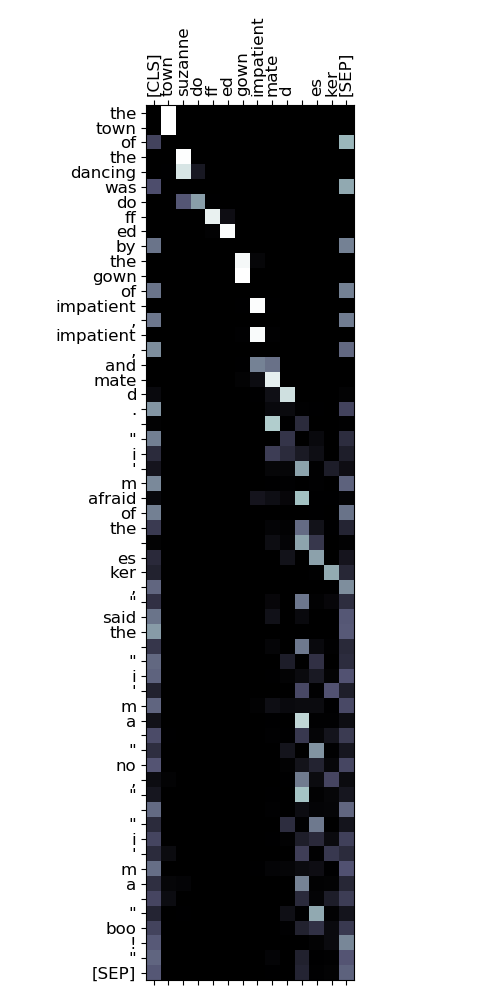 [CLS]
town
suzanne
do
ff
ed
gown
impatient
mate
d
es
ker
[SEP]
the
town
of
the
dancing
was
do
ff
ed
by
the
gown
of
impatient
,
impatient
,
and
mate
d
.
"
i
'
m
afraid
of
the
es
ker
,
"
said
the
"
i
'
m
a
"
no
,
"
"
i
'
m
a
"
boo
!
"
[SEP]